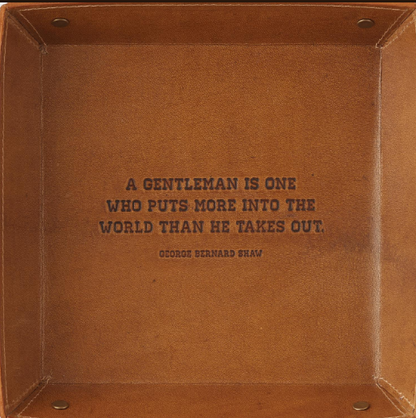 A GENTLEMAN IS ONE
WHO PUTS MORE INTO THE
WORLD THAN HE TAKES OUT.
GEORGE BERNARD SHAW